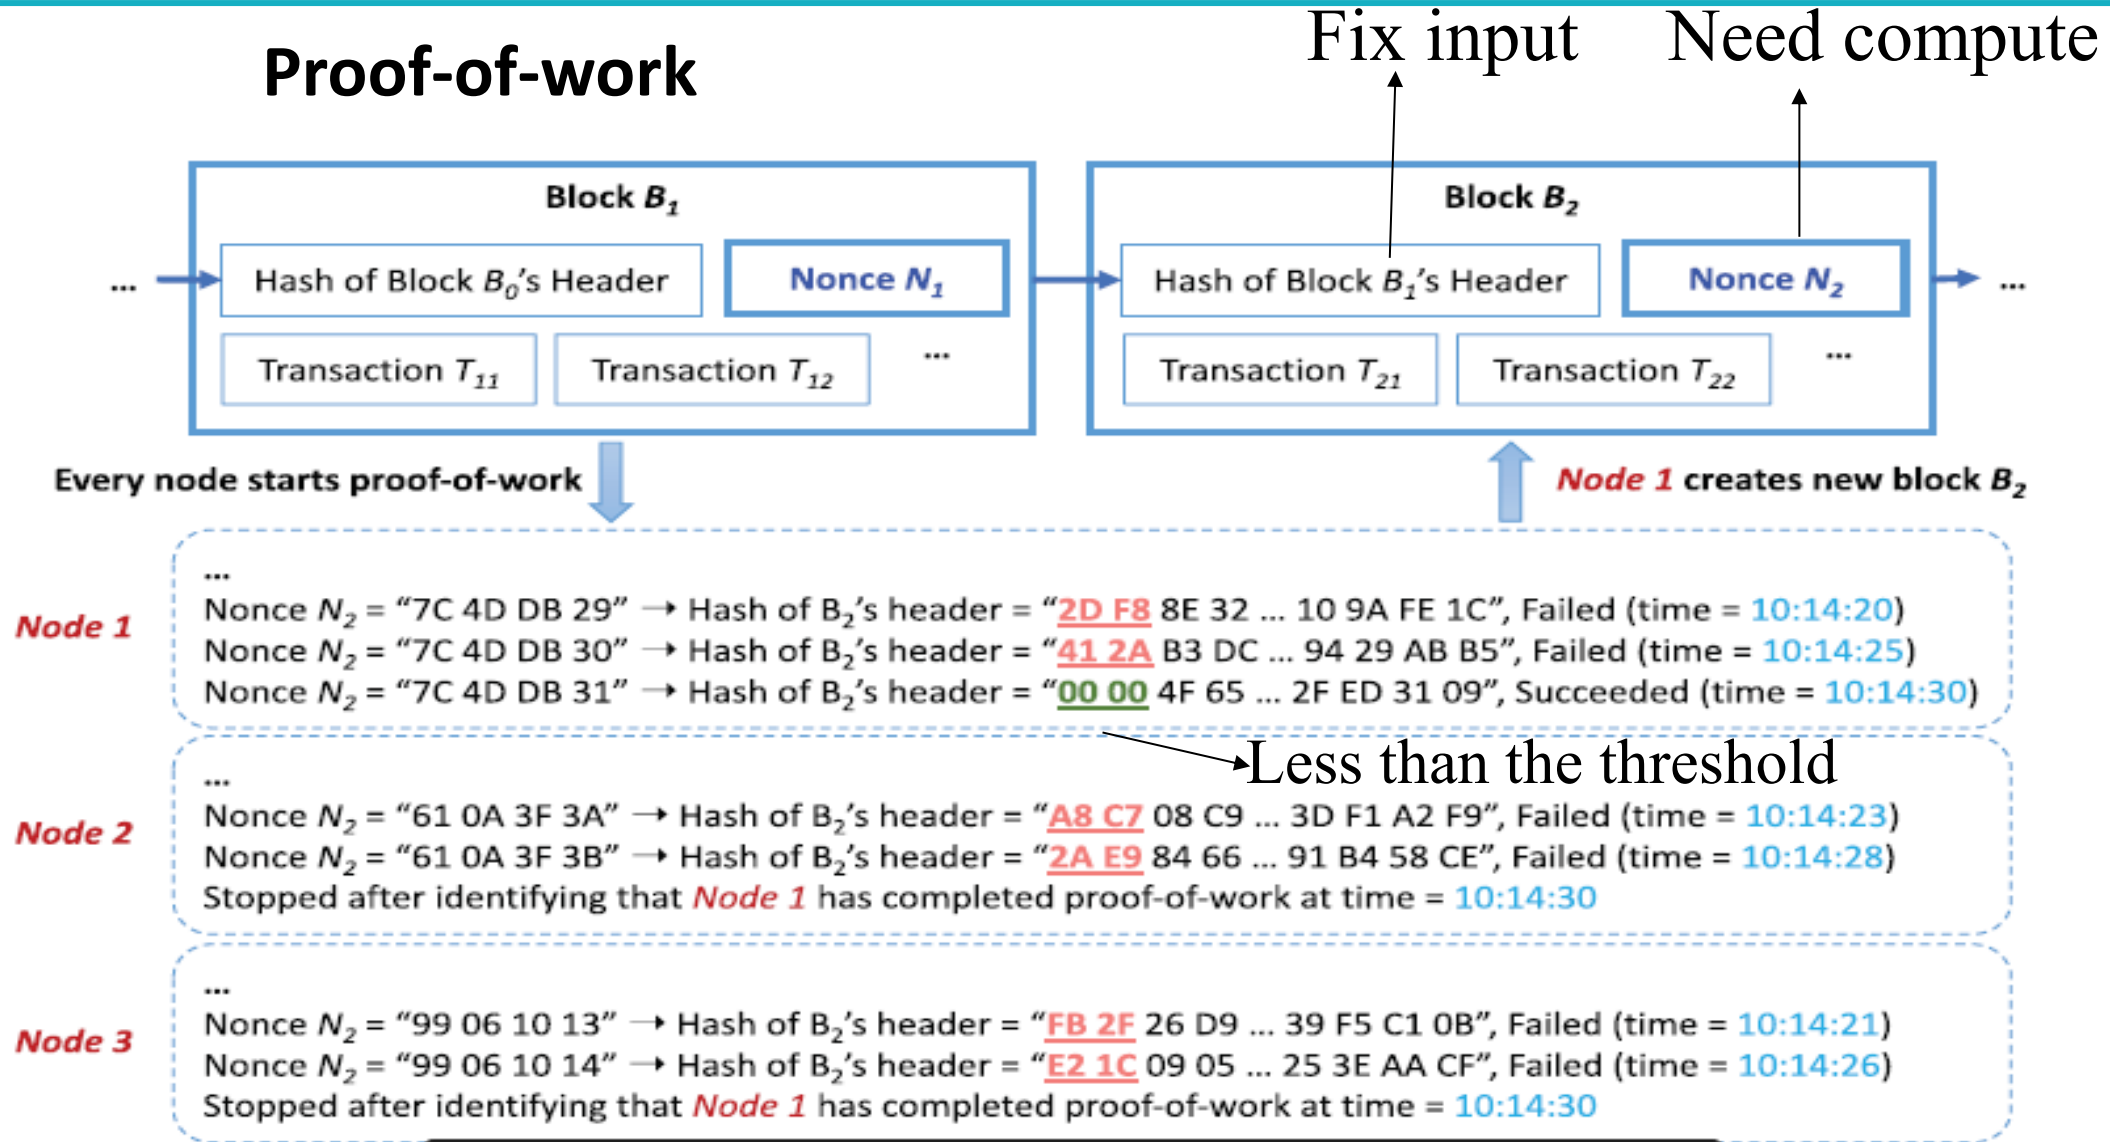 Proof-of-work
Fix input
Need compute
Block B1
Block B2
...
Hash of Block B0's Header
Nonce N1
Hash of Block B1's Header
Nonce N2
...
Transaction T11
Transaction T12
...
Transaction T21
Transaction T22
...
Every node starts proof-of-work
Node 1 creates new block B2
...
Node 1
Nonce N2 = “7C 4D DB 29” → Hash of B2's header = “2D F8 8E 32 ... 10 9A FE 1C”, Failed (time = 10:14:20)
Nonce N2 = “7C 4D DB 30” → Hash of B2's header = “41 2A B3 DC ... 94 29 AB B5”, Failed (time = 10:14:25)
Nonce N2 = “7C 4D DB 31” → Hash of B2's header = “00 00 4F 65 ... 2F ED 31 09”, Succeeded (time = 10:14:30)
Less than the threshold
...
Node 2
Nonce N2 = “61 0A 3F 3A” → Hash of B2's header = “A8 C7 08 C9 ... 3D F1 A2 F9”, Failed (time = 10:14:23)
Nonce N2 = “61 0A 3F 3B” → Hash of B2's header = “2A E9 84 66 ... 91 B4 58 CE”, Failed (time = 10:14:28)
Stopped after identifying that Node 1 has completed proof-of-work at time = 10:14:30
...
Node 3
Nonce N2 = “99 06 10 13” → Hash of B2's header = “FB 2F 26 D9 ... 39 F5 C1 0B”, Failed (time = 10:14:21)
Nonce N2 = “99 06 10 14” → Hash of B2's header = “E2 1C 09 05 ... 25 3E AA CF”, Failed (time = 10:14:26)
Stopped after identifying that Node 1 has completed proof-of-work at time = 10:14:30